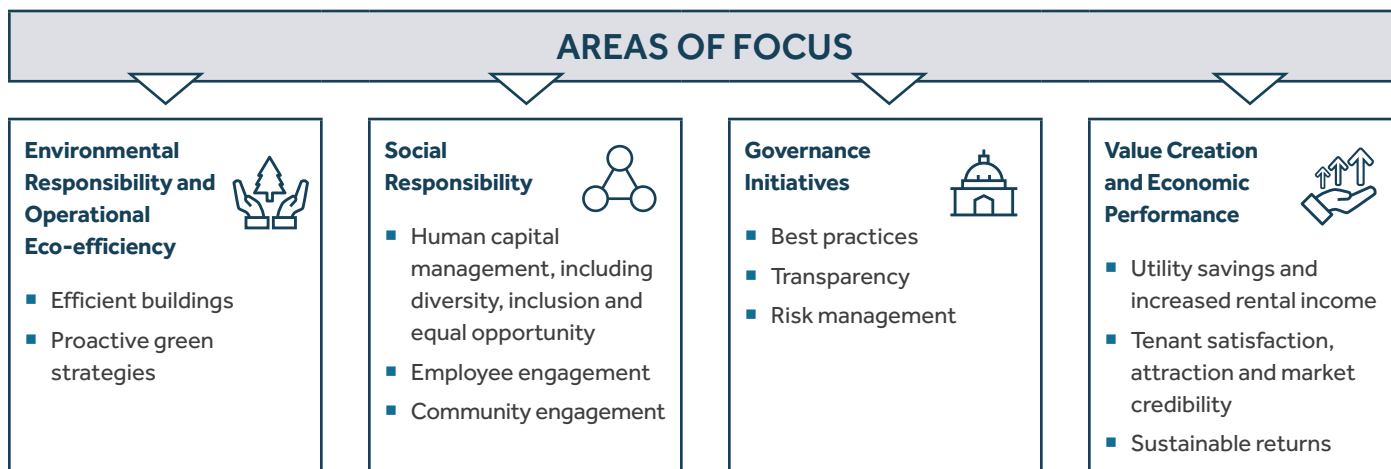 AREAS OF FOCUS
Environmental
Responsibility and
Operational
Eco-efficiency
■ Efficient buildings
■ Proactive green
strategies
Social
Responsibility
■ Human capital
management, including
diversity, inclusion and
equal opportunity
■ Employee engagement
■ Community engagement
Governance
Initiatives
■ Best practices
■ Transparency
■ Risk management
Value Creation
and Economic
Performance
■ Utility savings and
increased rental income
■ Tenant satisfaction,
attraction and market
credibility
■ Sustainable returns